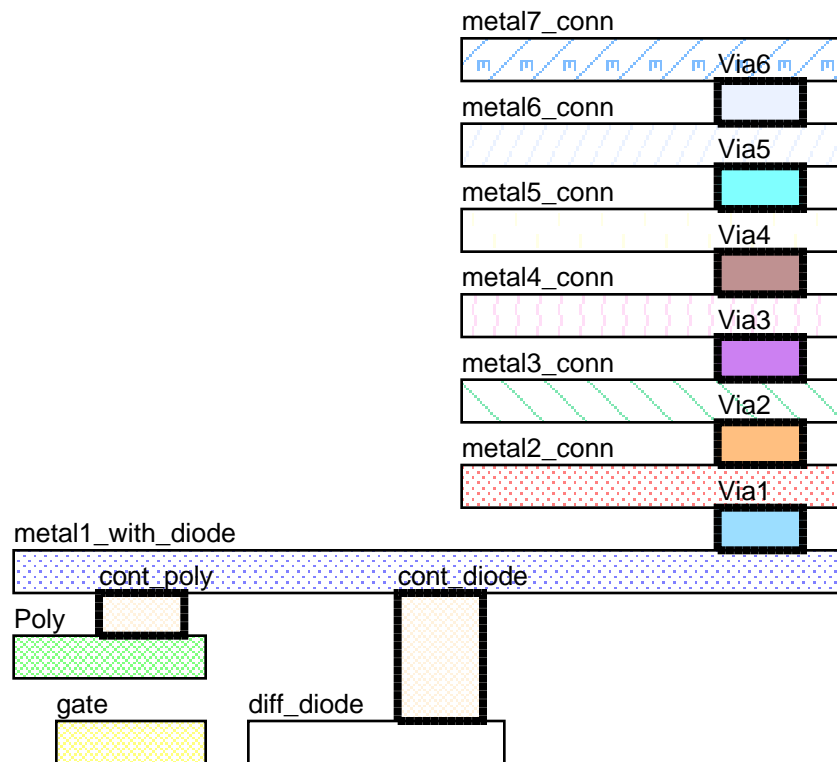 metal7_conn
Via6
metal6_conn
Via5
metal5_conn
Via4
metal4_conn
Via3
metal3_conn
Via2
metal2_conn
Via1
metal1_with_diode
cont_poly
cont_diode
Poly
gate
diff_diode